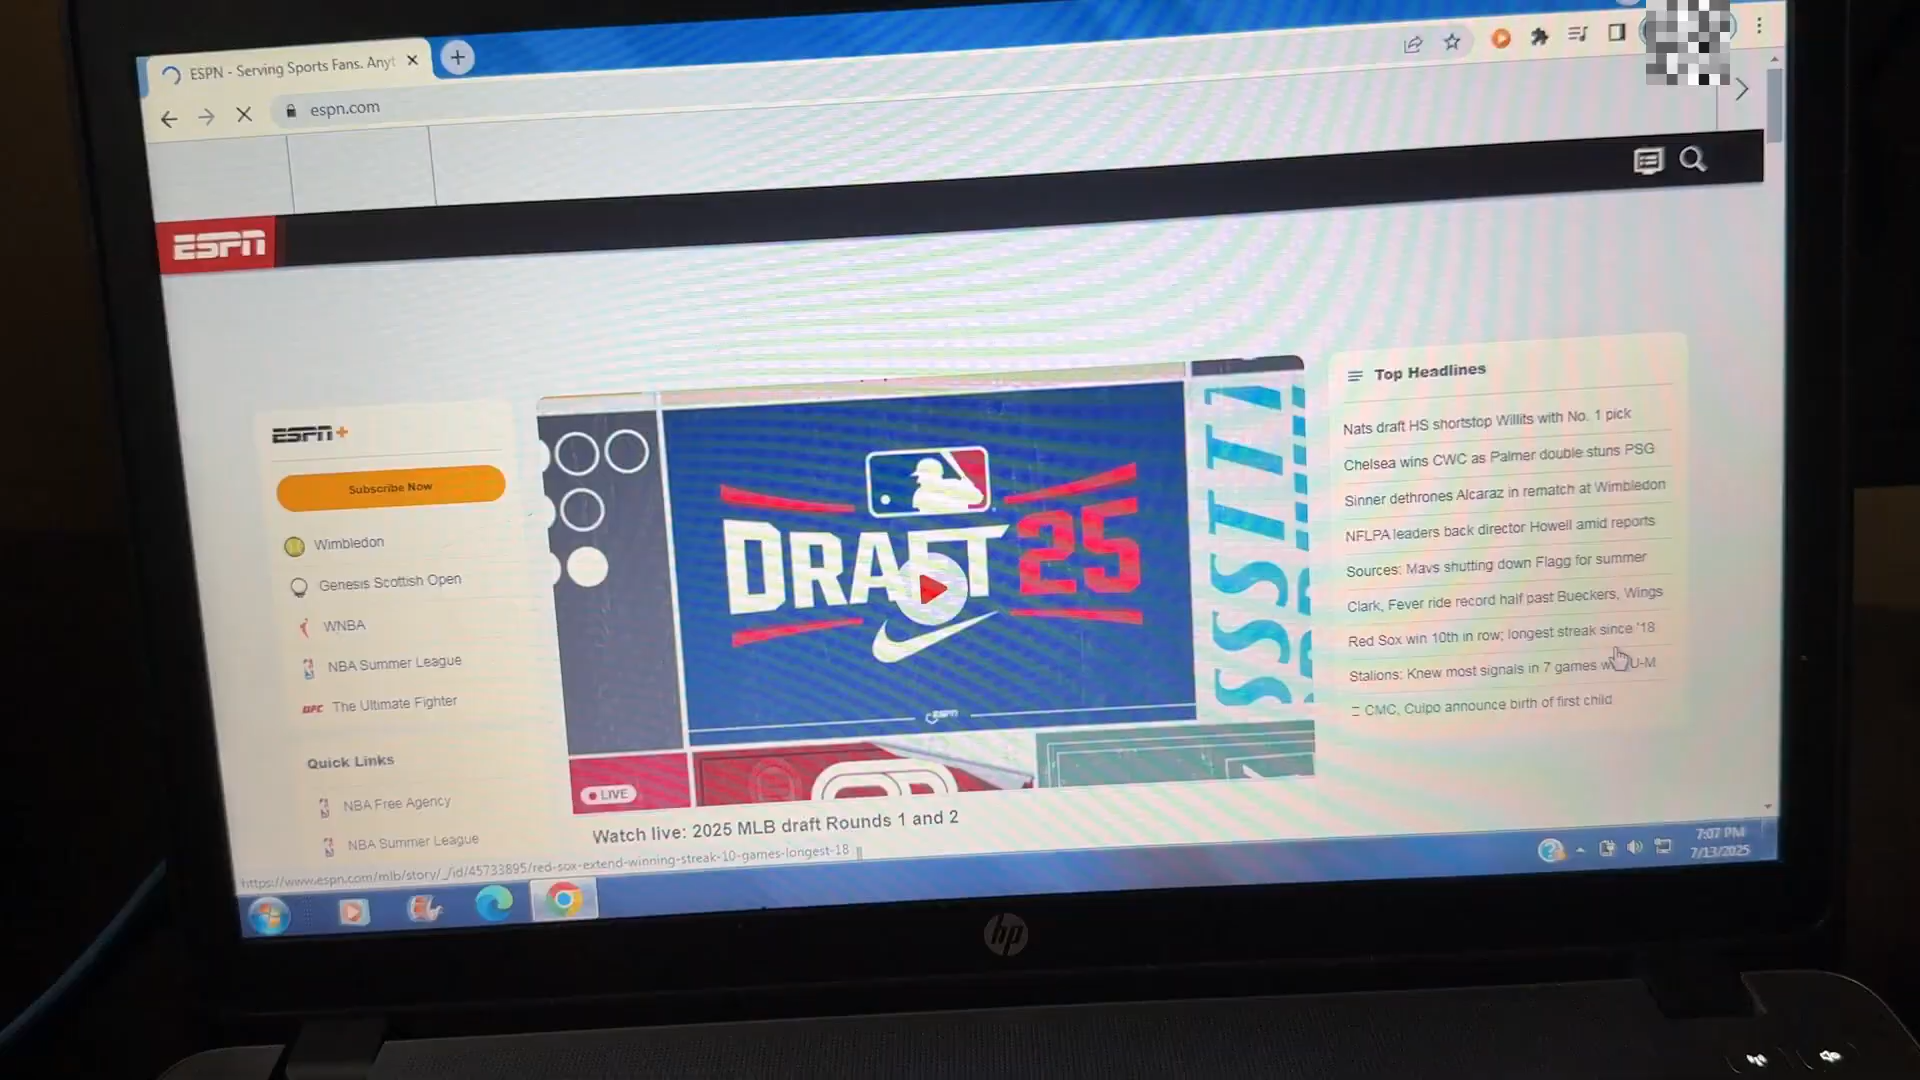 ESPN - Serving Sports Fans. Anyt
espn.com
ESPN
ESPN+
Subscribe Now
Wimbledon
Genesis Scottish Open
WNBA
NBA Summer League
UFC The Ultimate Fighter
Quick Links
NBA Free Agency
NBA Summer League
DRAFT 25
ESPN
LIVE
Watch live: 2025 MLB draft Rounds 1 and 2
Top Headlines
Nats draft HS shortstop Willits with No. 1 pick
Chelsea wins CWC as Palmer double stuns PSG
Sinner dethrones Alcaraz in rematch at Wimbledon
NFLPA leaders back director Howell amid reports
Sources: Mavs shutting down Flagg for summer
Clark, Fever ride record half past Bueckers, Wings
Red Sox win 10th in row; longest streak since '18
Stallions: Knew most signals in 7 games w U-M
CMC, Culpo announce birth of first child
https://www.espn.com/mlb/story/_/id/45733895/red-sox-extend-winning-streak-10-games-longest-18
7:07 PM
7/13/2025
hp